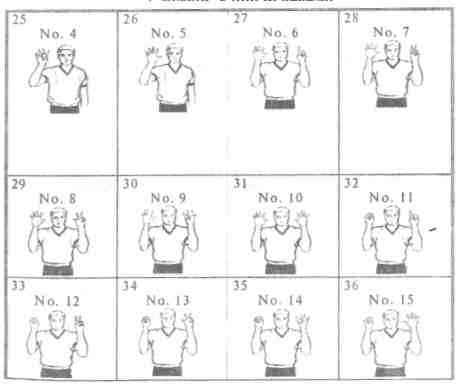 25 26 27 28
No. 4 No. 5 No. 6 No. 7
29 30 31 32
No. 8 No. 9 No. 10 No. 11
33 34 35 36
No. 12 No. 13 No. 14 No. 15